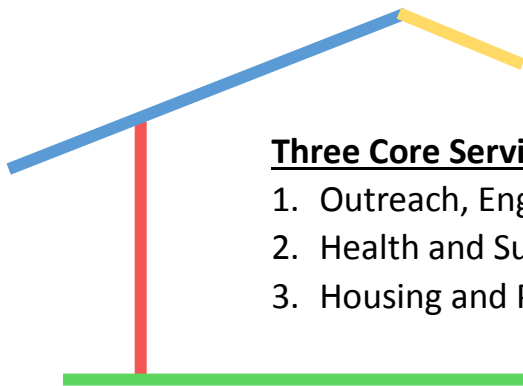 Three Core Servi
1. Outreach, Eng
2. Health and Su
3. Housing and